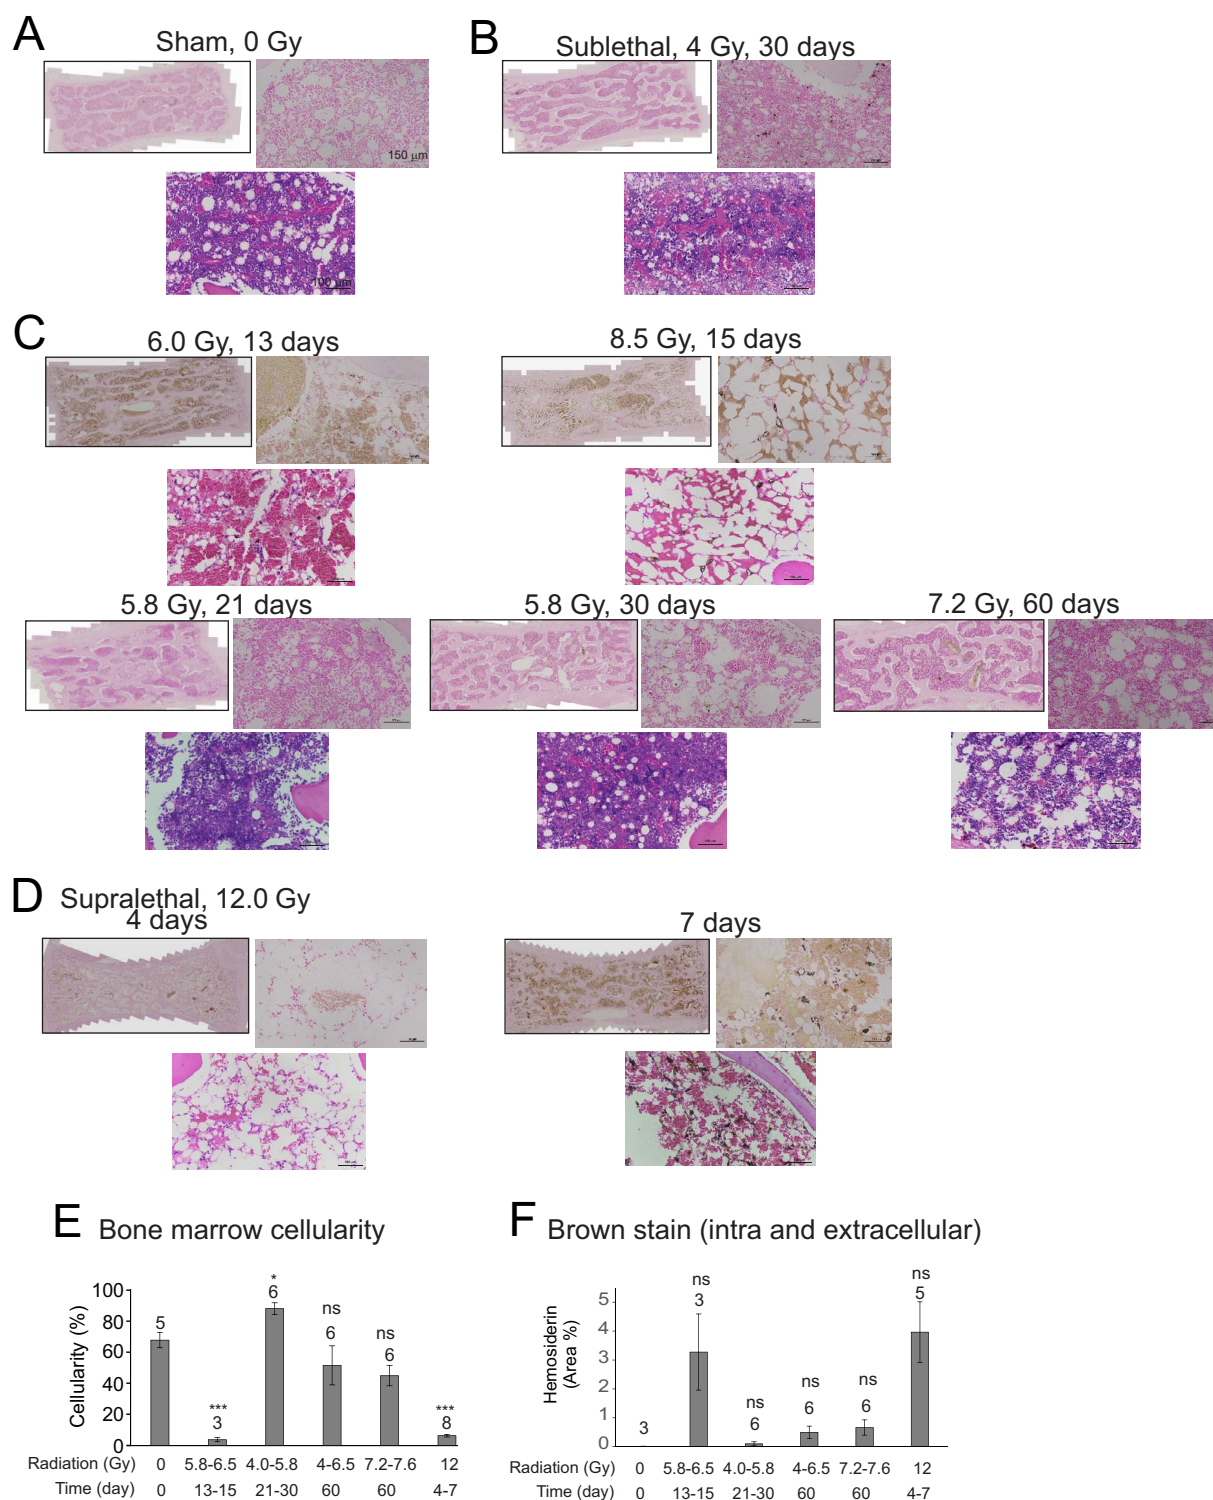 A
Sham, 0 Gy
150 µm
100 µm
B
Sublethal, 4 Gy, 30 days
C
6.0 Gy, 13 days
8.5 Gy, 15 days
5.8 Gy, 21 days
5.8 Gy, 30 days
7.2 Gy, 60 days
D
Supralethal, 12.0 Gy
4 days
7 days
E Bone marrow cellularity
Cellularity (%)
100
80
60
40
20
0
5
***
3
*
6
ns
6
ns
6
***
8
Radiation (Gy) 0 5.8-6.5 4.0-5.8 4-6.5 7.2-7.6 12
Time (day) 0 13-15 21-30 60 60 4-7
F Brown stain (intra and extracellular)
Hemosiderin
(Area %)
5
4
3
2
1
0
3
ns
3
ns
6
ns
6
ns
6
ns
5
Radiation (Gy) 0 5.8-6.5 4.0-5.8 4-6.5 7.2-7.6 12
Time (day) 0 13-15 21-30 60 60 4-7